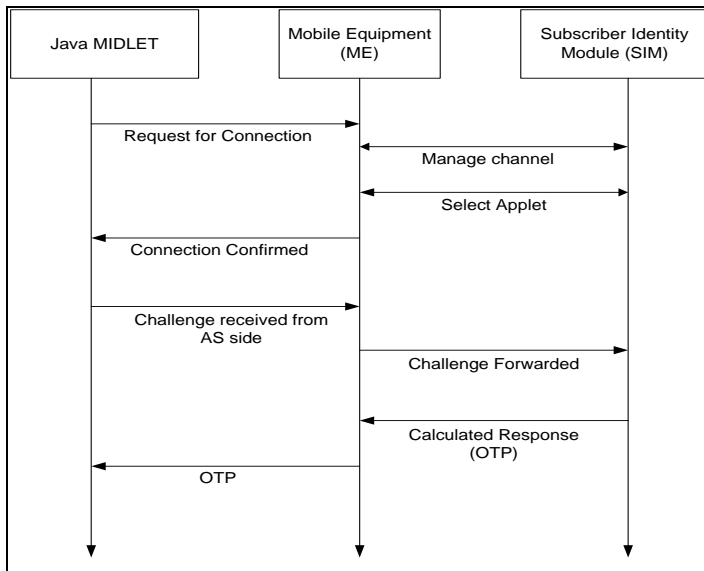 Java MIDLET
Mobile Equipment
(ME)
Subscriber Identity
Module (SIM)
Request for Connection
Manage channel
Select Applet
Connection Confirmed
Challenge received from
AS side
Challenge Forwarded
Calculated Response
(OTP)
OTP